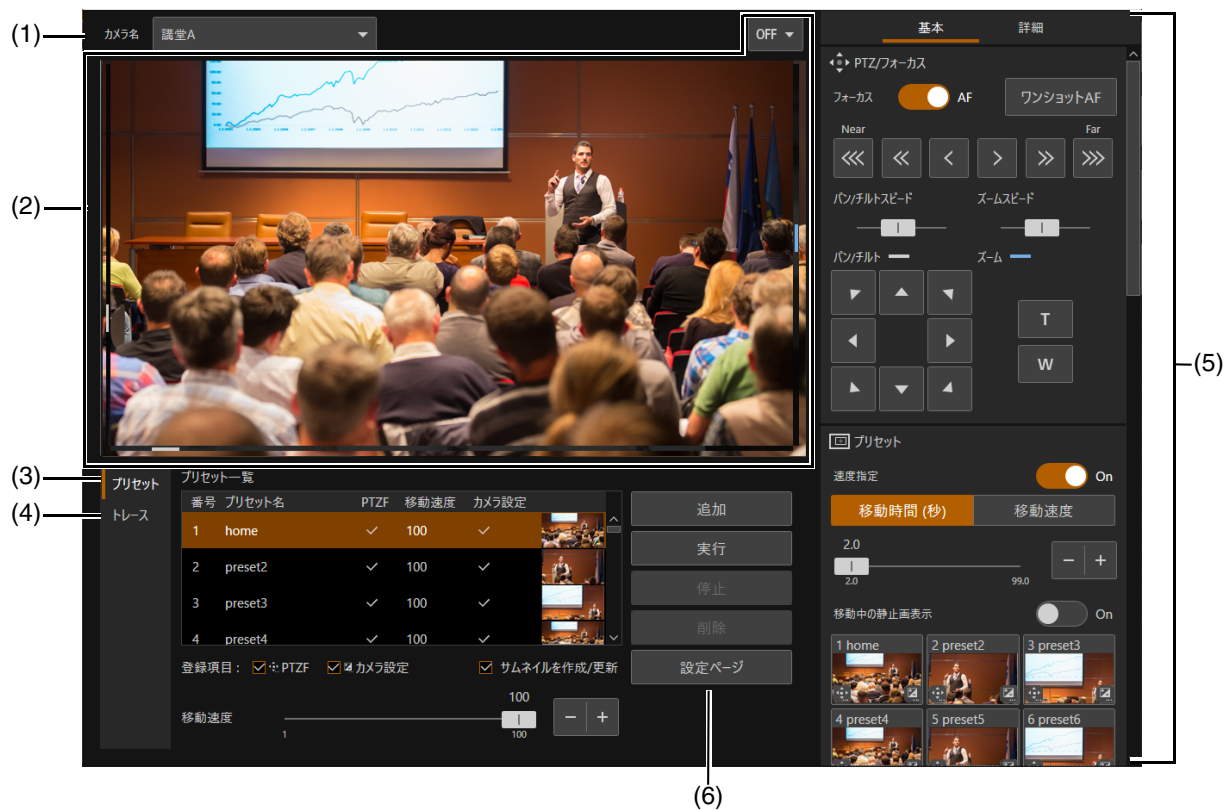 (1)
カメラ名
講堂A
OFF
(2)
(3)
(4)
(5)
(6)
基本
詳細
PTZ/フォーカス
フォーカス
AF
ワンショットAF
Near
Far
パン/チルトスピード
ズームスピード
パン/チルト
ズーム
T
W
プリセット
速度指定
On
移動時間 (秒)
移動速度
2.0
2.0
99.0
− +
移動中の静止画表示
On
1 home
2 preset2
3 preset3
4 preset4
5 preset5
6 preset6
プリセット
トレース
プリセット一覧
番号 プリセット名 PTZF 移動速度 カメラ設定
1 home ✓ 100 ✓
2 preset2 ✓ 100 ✓
3 preset3 ✓ 100 ✓
4 preset4 ✓ 100 ✓
登録項目 : PTZF カメラ設定 サムネイルを作成/更新
移動速度
100
1
100
− +
追加
実行
停止
削除
設定ページ